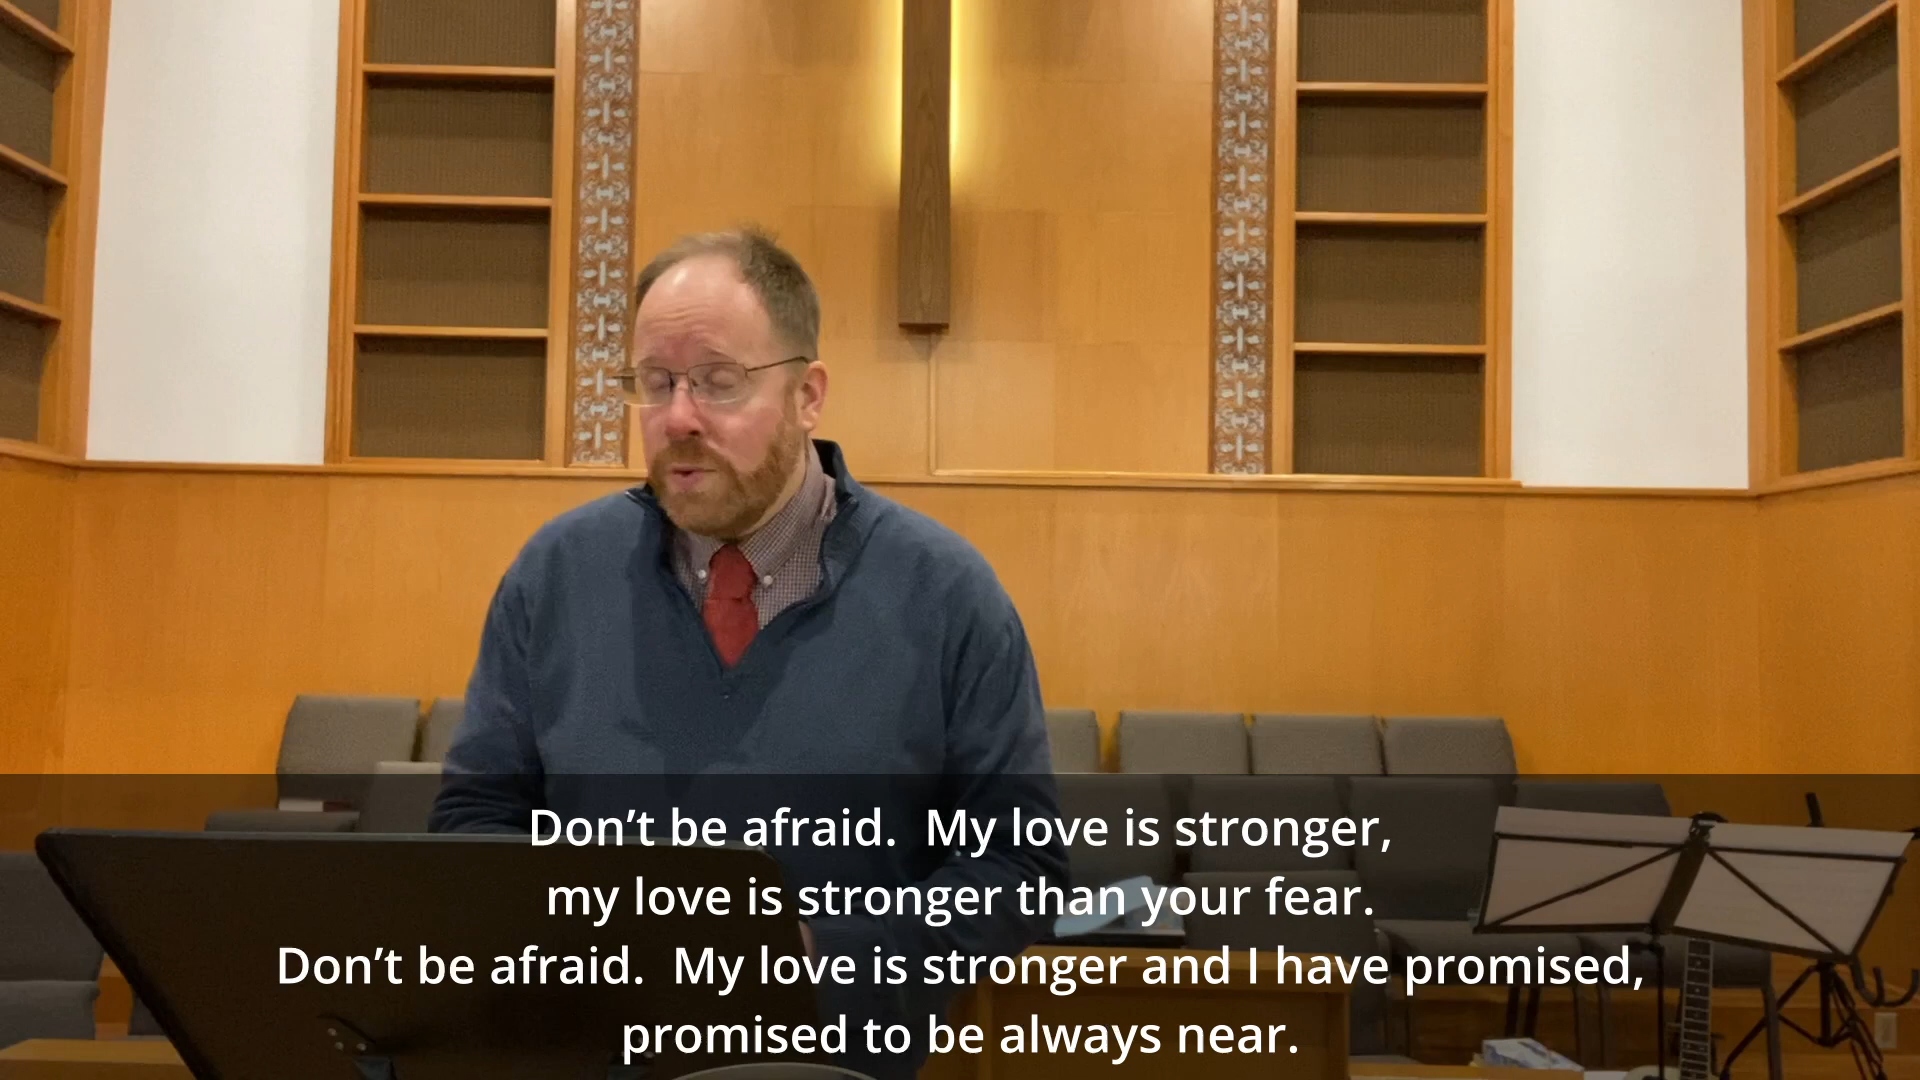 Don’t be afraid.  My love is stronger,
my love is stronger than your fear.
Don’t be afraid.  My love is stronger and I have promised,
promised to be always near.